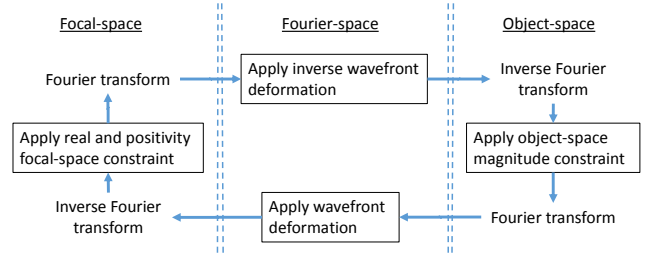 Focal-space
Fourier-space
Object-space
Fourier transform
Apply inverse wavefront
deformation
Inverse Fourier
transform
Apply real and positivity
focal-space constraint
Apply object-space
magnitude constraint
Inverse Fourier
transform
Apply wavefront
deformation
Fourier transform